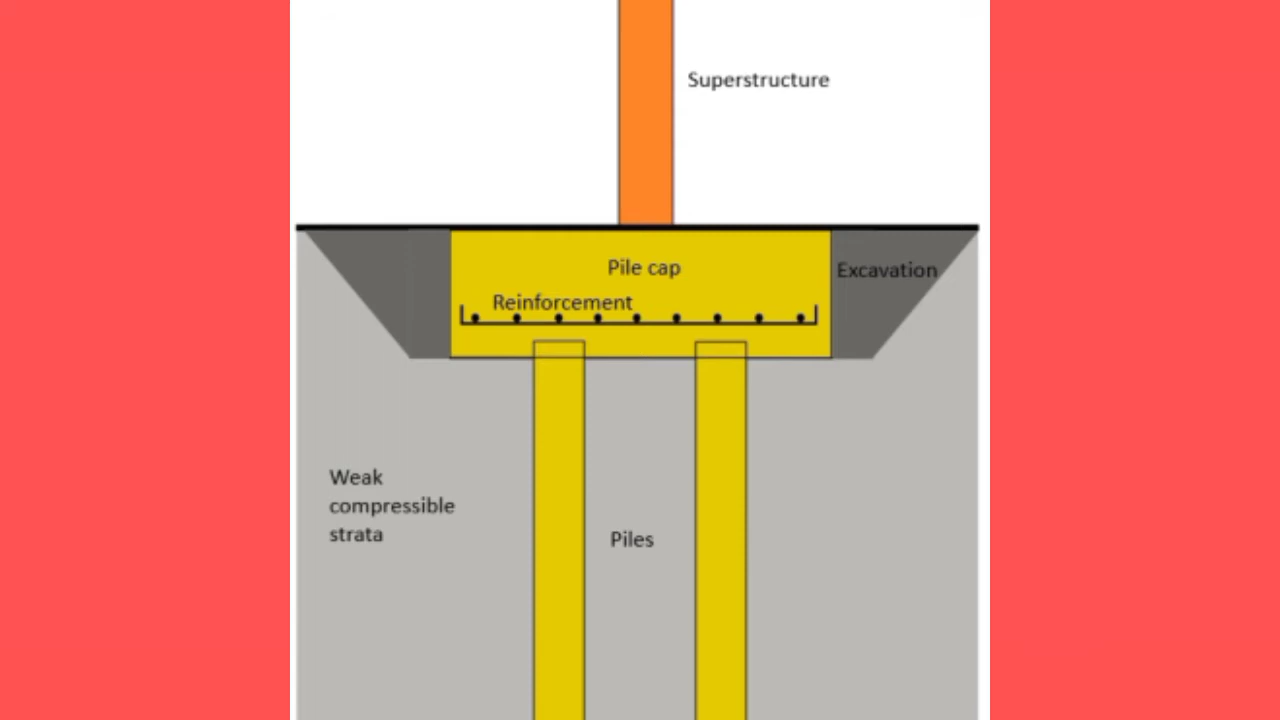 Superstructure
Pile cap
Excavation
Reinforcement
Weak
compressible
strata
Piles